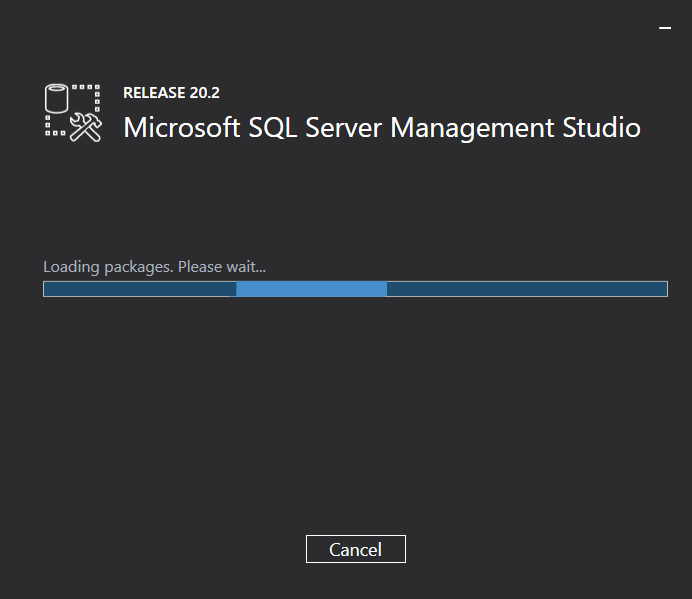 RELEASE 20.2
Microsoft SQL Server Management Studio
Loading packages. Please wait...
Cancel